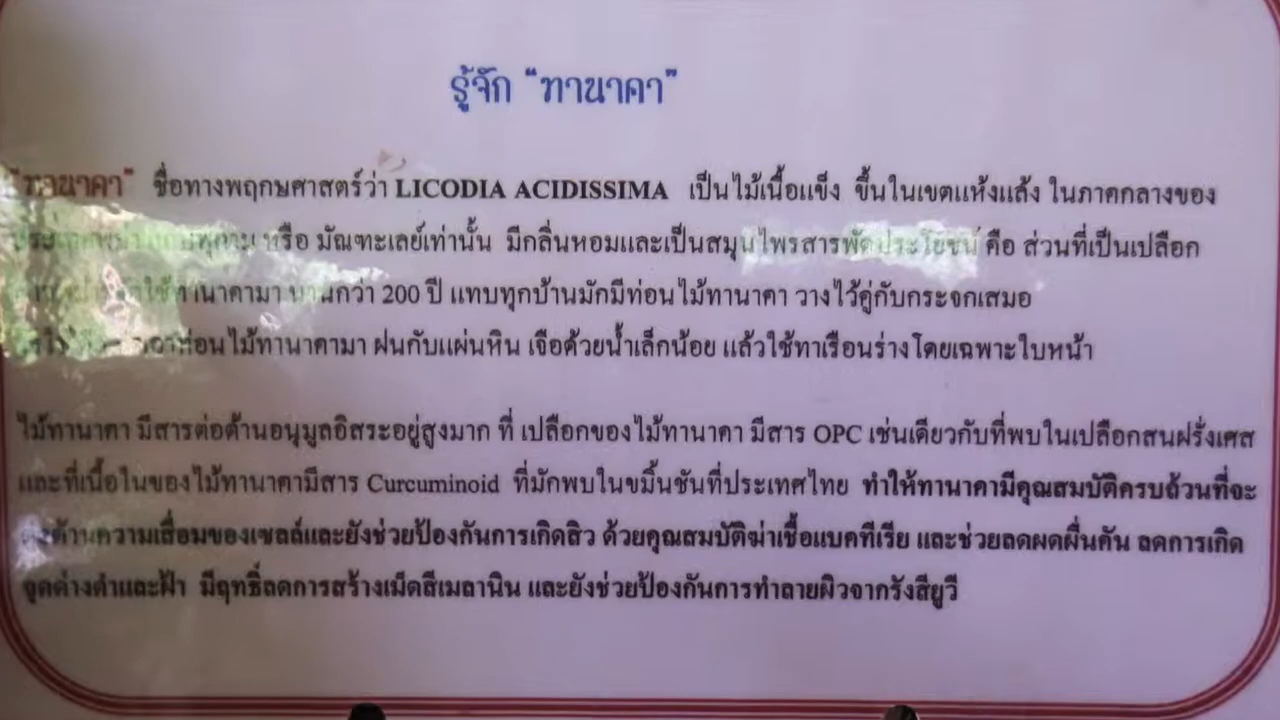 รู้จัก "ทานาคา"
"ทานาคา" ชื่อทางพฤกษศาสตร์ว่า LICODIA ACIDISSIMA เป็นไม้เนื้อแข็ง ขึ้นในเขตแห้งแล้ง ในภาคกลางของ
หรือ มัณฑะเลย์เท่านั้น มีกลิ่นหอมและเป็นสมุนไพรสารพัดประโยชน์ คือ ส่วนที่เป็นเปลือก
ทานาคามา นานกว่า 200 ปี แทบทุกบ้านมักมีท่อนไม้ทานาคา วางไว้คู่กับกระจกเสมอ
ท่อนไม้ทานาคามา ฝนกับแผ่นหิน เจือด้วยน้ำเล็กน้อย แล้วใช้ทาเรือนร่างโดยเฉพาะใบหน้า
ไม้ทานาคา มีสารต่อต้านอนุมูลอิสระอยู่สูงมาก ที่ เปลือกของไม้ทานาคา มีสาร OPC เช่นเดียวกับที่พบในเปลือกสนฝรั่งเศส
และที่เนื้อในของไม้ทานาคามีสาร Curcuminoid ที่มักพบในขมิ้นชันที่ประเทศไทย ทำให้ทานาคามีคุณสมบัติครบถ้วนที่จะ
ความเสื่อมของเซลล์และยังช่วยป้องกันการเกิดสิว ด้วยคุณสมบัติฆ่าเชื้อแบคทีเรีย และช่วยลดผดผื่นคัน ลดการเกิด
จุดด่างดำและฝ้า มีฤทธิ์ลดการสร้างเม็ดสีเมลานิน และยังช่วยป้องกันการทำลายผิวจากรังสียูวี